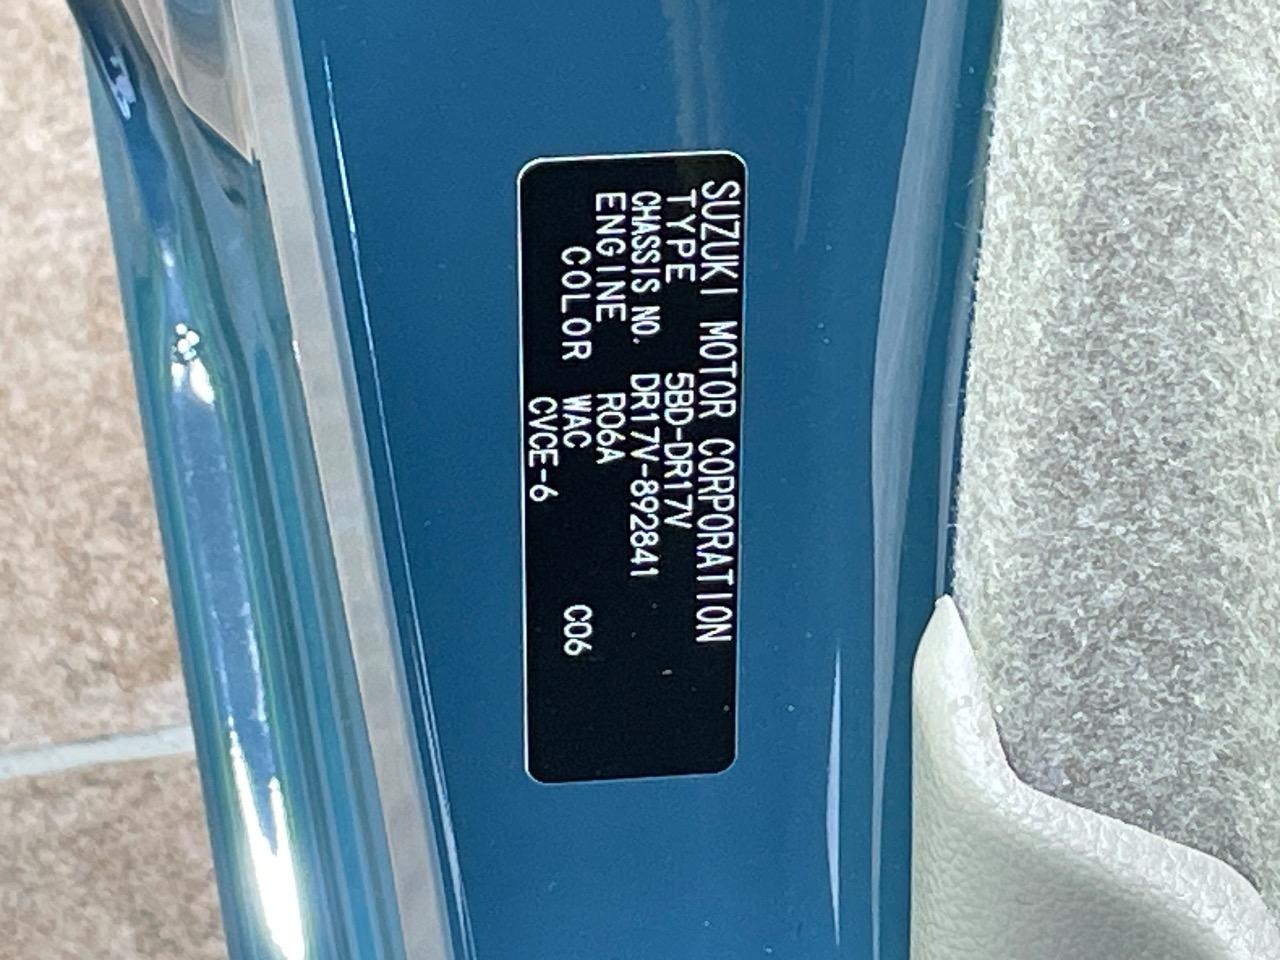 SUZUKI MOTOR CORPORATION
TYPE 5BD-DR17V
CHASSIS NO. DR17V-892841
ENGINE R06A
COLOR WAC C06
CVCE-6